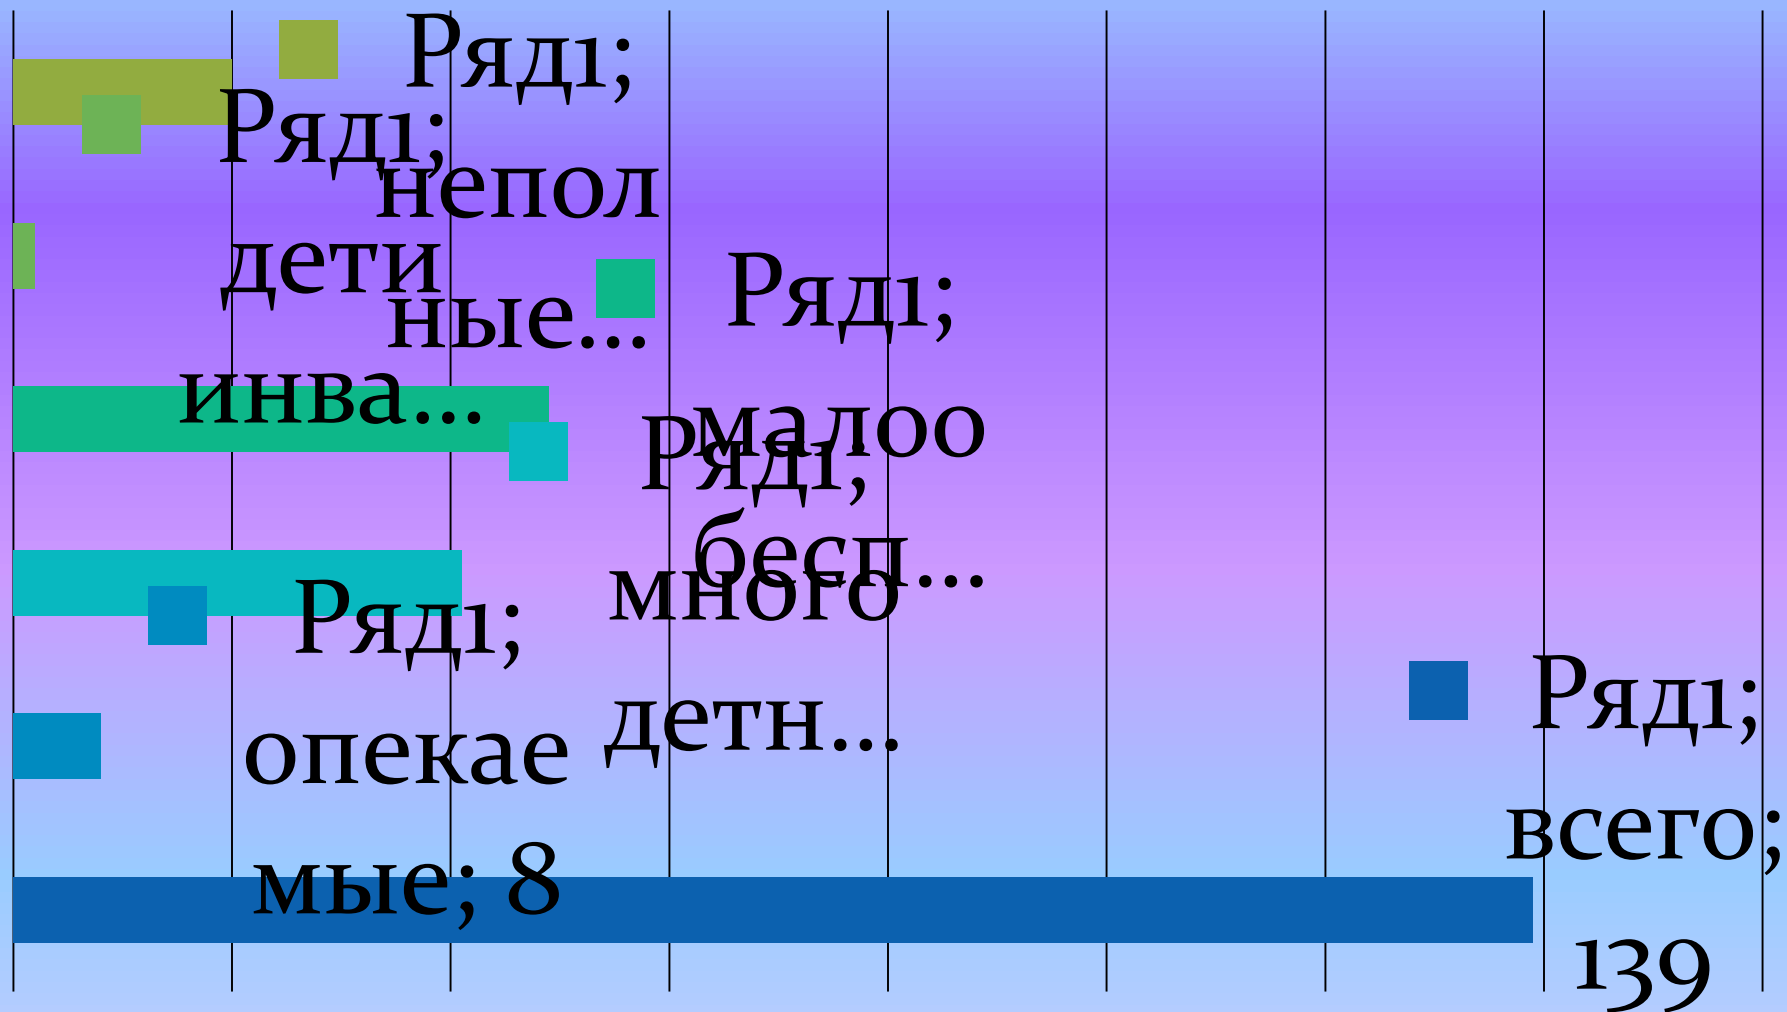 Ряд1;
непол
ные...
Ряд1;
дети
инва...
Ряд1;
малоо
бесп...
Ряд1;
много
детн...
Ряд1;
опекае
мые; 8
Ряд1;
всего;
139